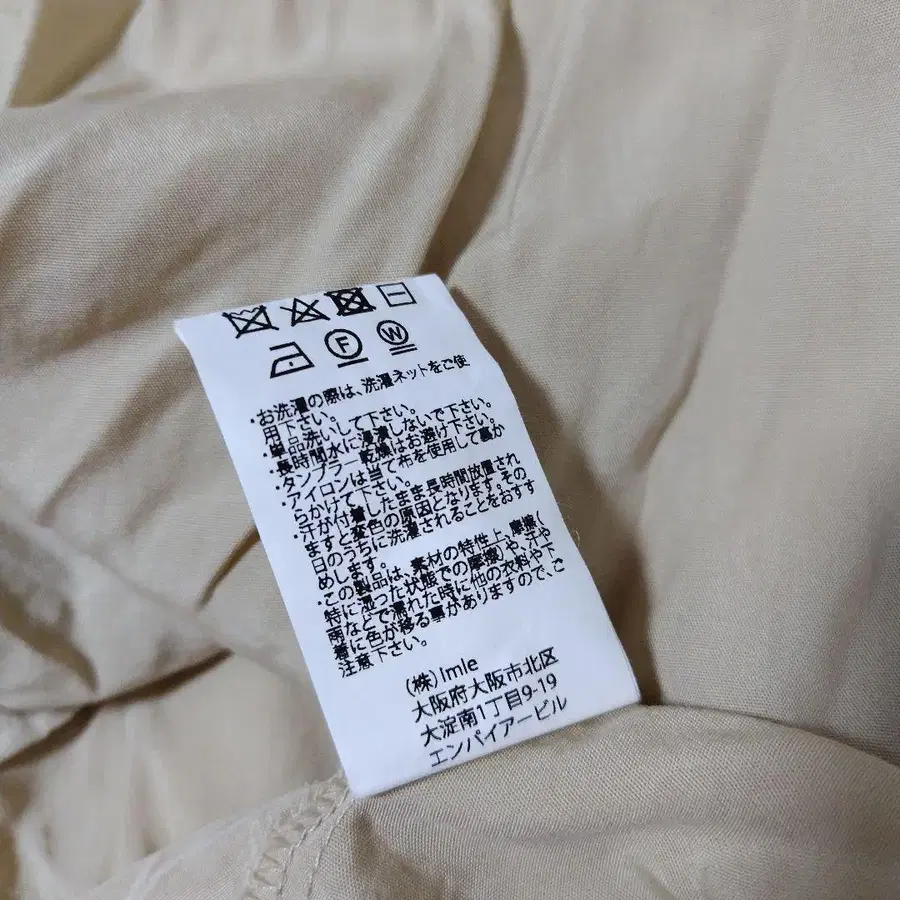 F W
・お洗濯の際は、洗濯ネットをご使
用下さい。
・単品洗いして下さい。
・長時間水に浸漬しないで下さい。
・タンブラー乾燥はお避け下さい。
・アイロンは当て布を使用して裏か
らかけて下さい。
汗が付着したまま長時間放置され
ますと変色の原因となります。その
日のうちに洗濯されることをおすす
めします。
・この製品は、素材の特性上、摩擦(
特に湿った状態での摩擦)や、汗や
雨などで濡れた時に他の衣料や下
着に色が移る事がありますので、ご
注意下さい。
(株)Imle
大阪府大阪市北区
大淀南1丁目9-19
エンパイアービル